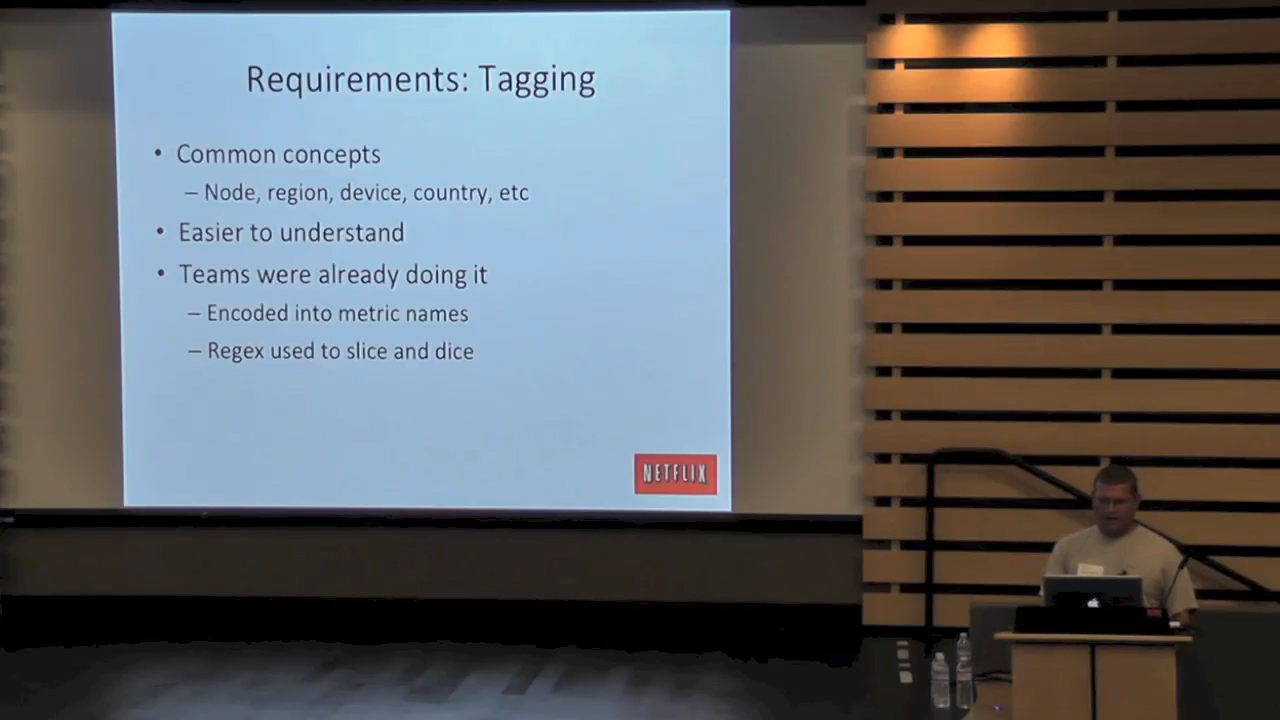 Requirements: Tagging
• Common concepts
– Node, region, device, country, etc
• Easier to understand
• Teams were already doing it
– Encoded into metric names
– Regex used to slice and dice
NETFLIX